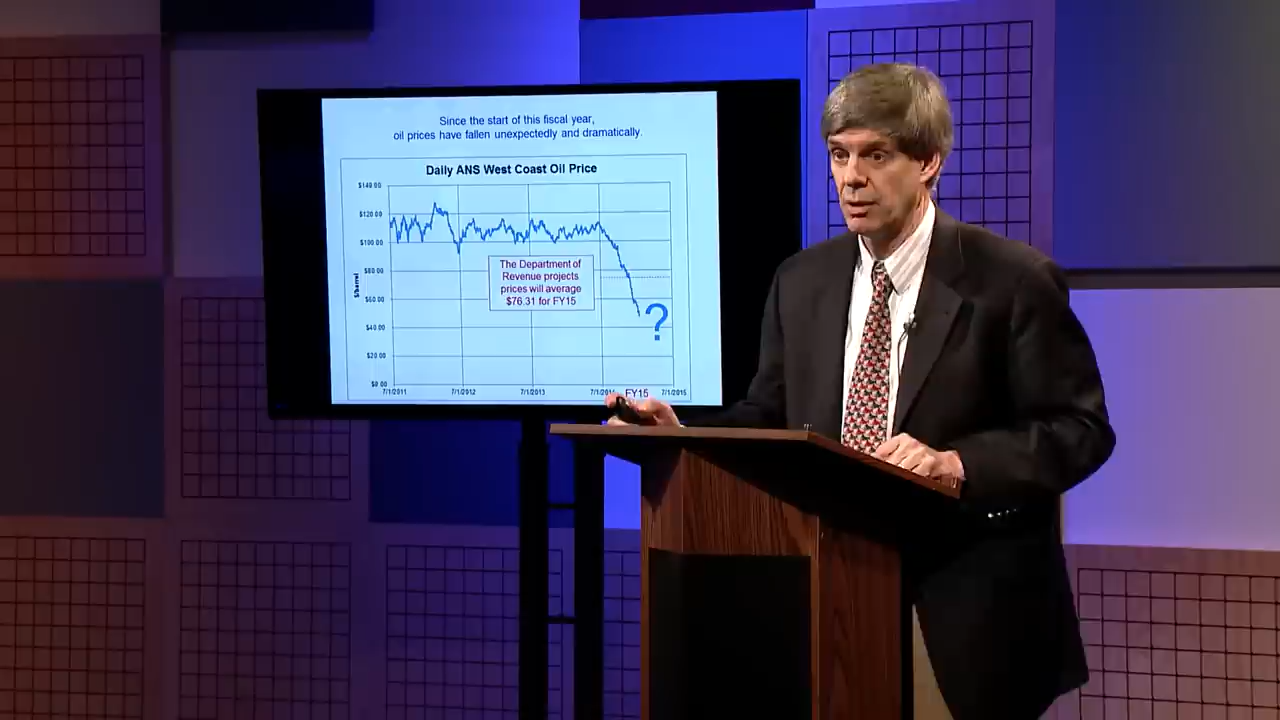 Since the start of this fiscal year,
oil prices have fallen unexpectedly and dramatically.
Daily ANS West Coast Oil Price
$140.00
$120.00
$100.00
$80.00
$60.00
$40.00
$20.00
$0.00
$/barrel
The Department of
Revenue projects
prices will average
$76.31 for FY15
?
7/1/2011 7/1/2012 7/1/2013 7/1/2014 FY15 7/1/2015